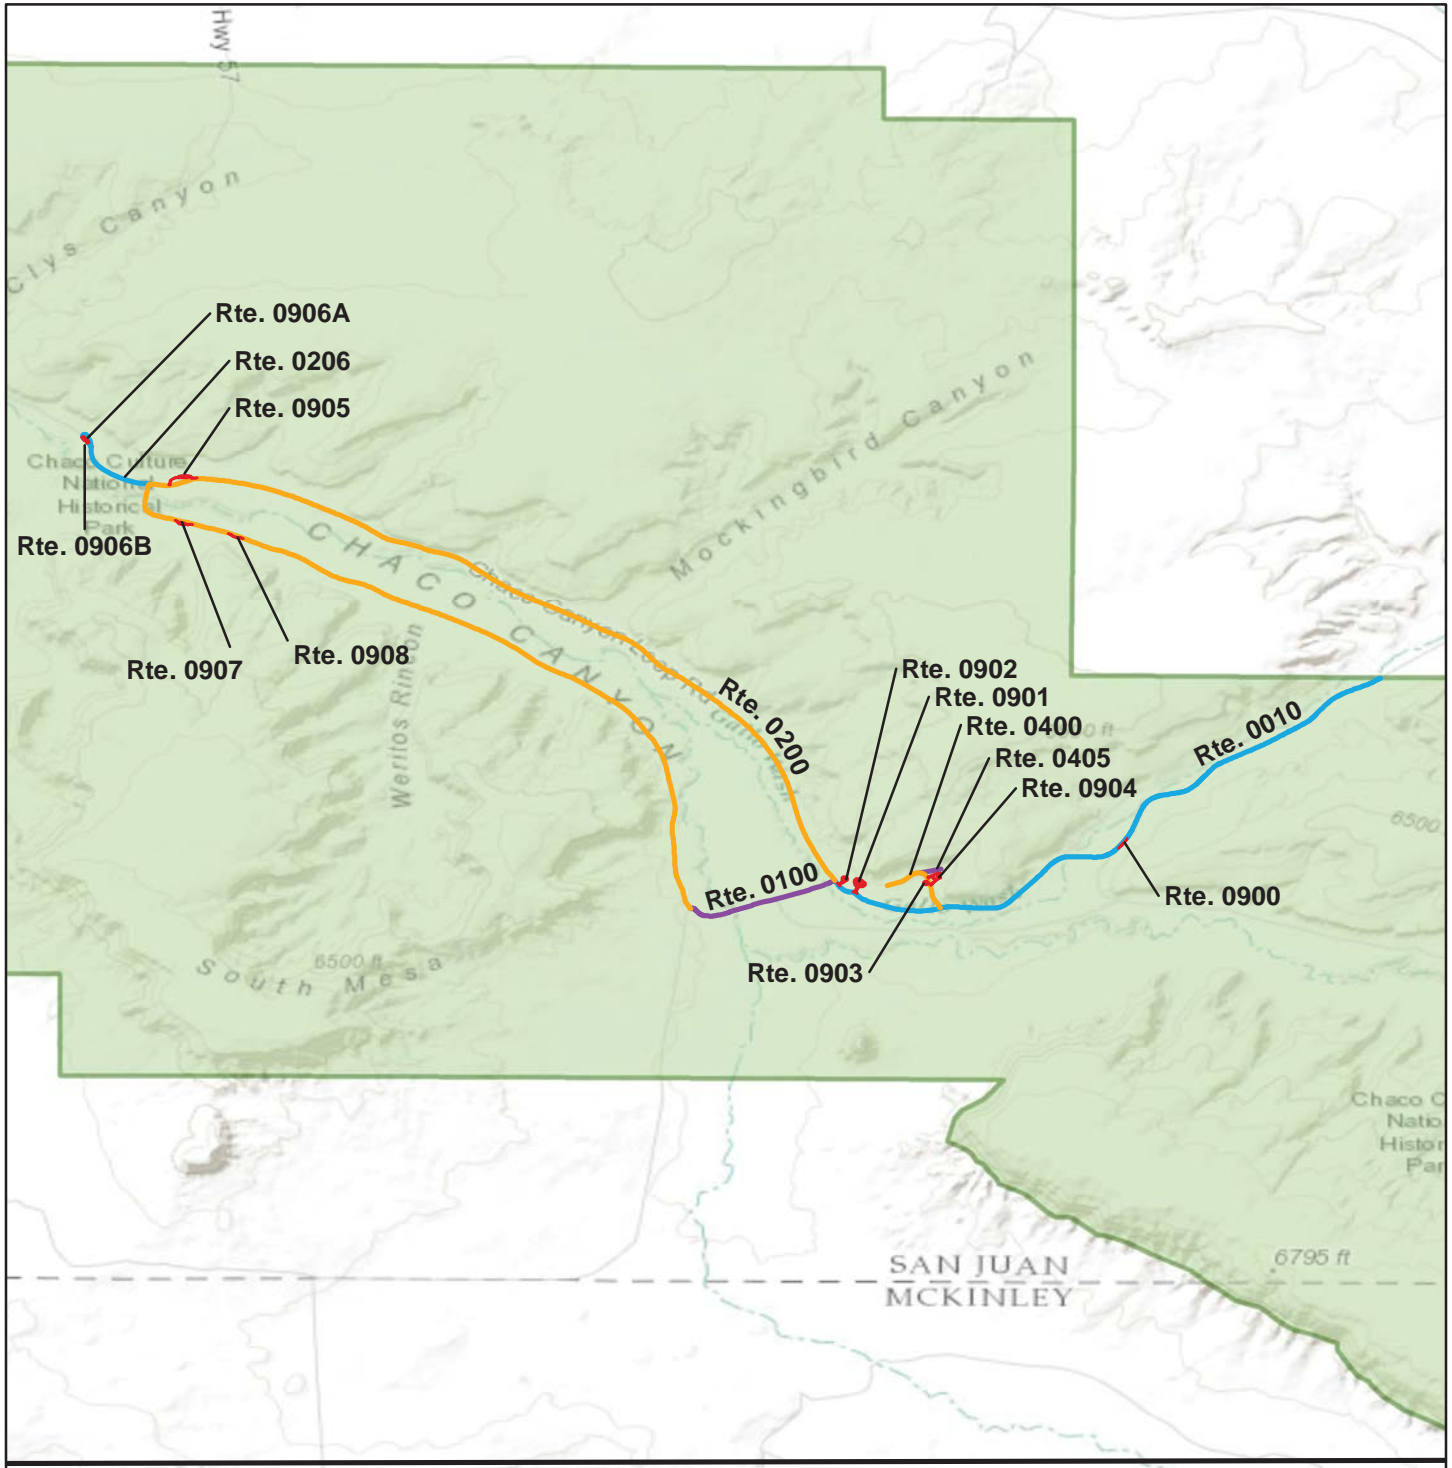 Hwy 57
Clys Canyon
Rte. 0906A
Rte. 0206
Rte. 0905
Mockingbird Canyon
Chaco Culture
National
Historical
Park
Rte. 0906B
CHACO CANYON
Chaco Canyon Loop Rd
Rte. 0907
Rte. 0908
Weritos Rincon
Rte. 0902
Rte. 0901
Rte. 0400
Rte. 0405
Rte. 0904
Rte. 0200
Rte. 0010
6500
Rte. 0100
Rte. 0900
Rte. 0903
South Mesa
6500 ft
Chaco C
Natio
Histor
Par
SAN JUAN
MCKINLEY
6795 ft